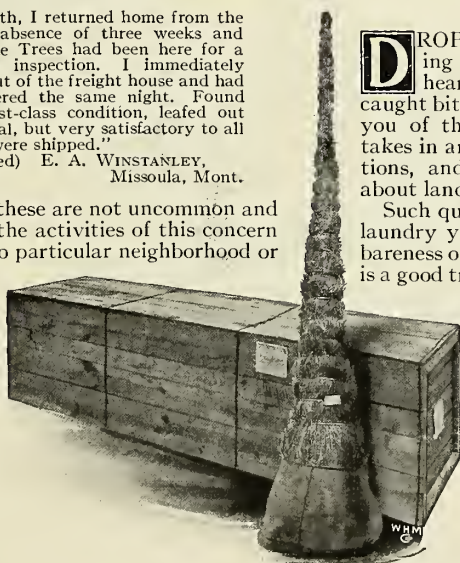 th, I returned home from the
absence of three weeks and
e Trees had been here for a
inspection. I immediately
ut of the freight house and had
ered the same night. Found
st-class condition, leafed out
al, but very satisfactory to all
were shipped."
ed) E. A. WINSTANLEY,
Missoula, Mont.
these are not uncommon and
the activities of this concern
o particular neighborhood or
DROP
ing
hear
caught bit
you of th
takes in ar
tions, and
about land
Such qu
laundry y
bareness o
is a good tr
WHM